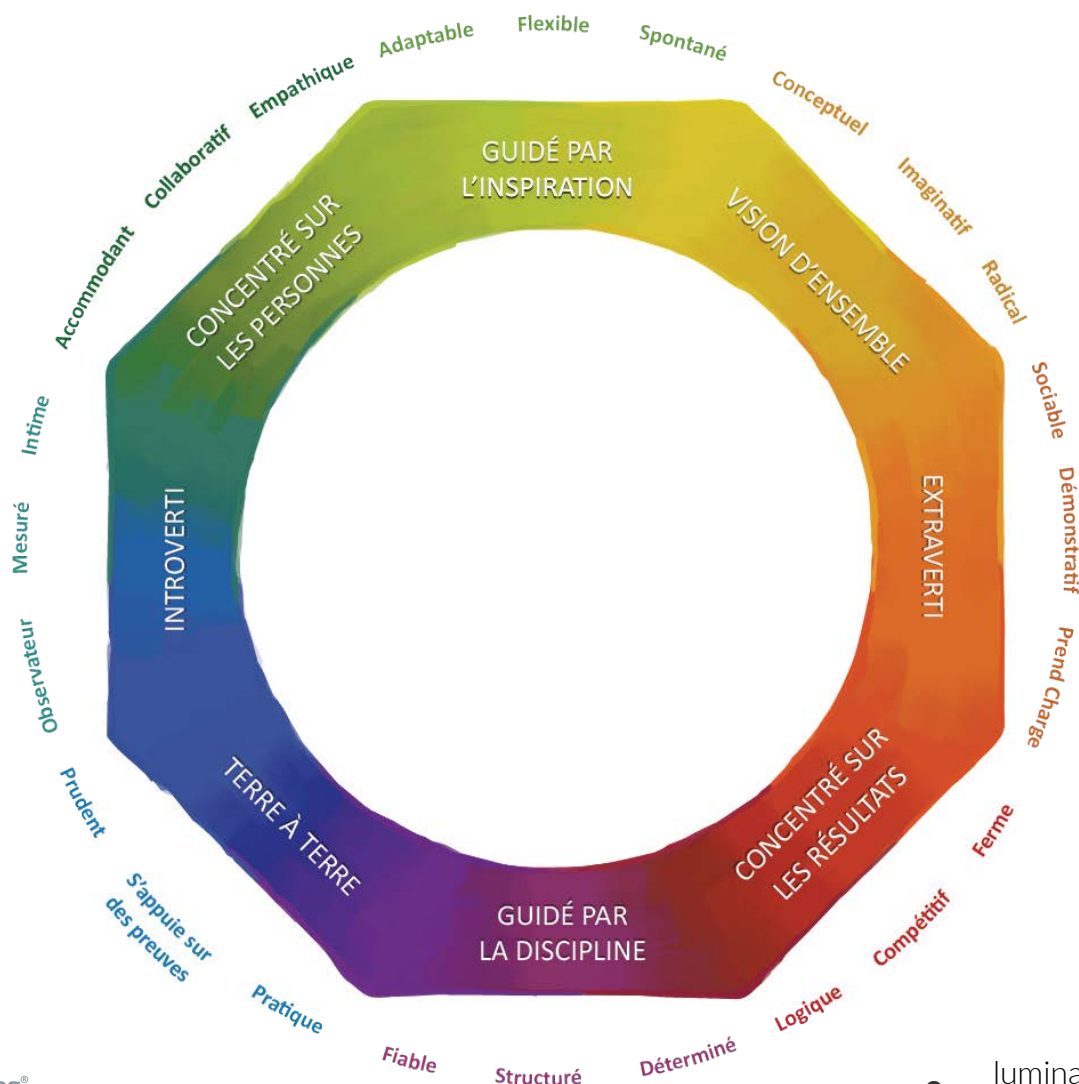 Adaptable
Flexible
Spontané
Conceptuel
Imaginatif
Radical
Sociable
Démonstratif
Prend Charge
Ferme
Compétitif
Logique
Déterminé
Structuré
Fiable
Pratique
S'appuie sur
des preuves
Prudent
Observateur
Mesuré
Intime
Accommodant
Collaboratif
Empathique
GUIDÉ PAR
L'INSPIRATION
VISION D'ENSEMBLE
EXTRAVERTI
CONCENTRÉ SUR
LES RÉSULTATS
GUIDÉ PAR
LA DISCIPLINE
TERRE À TERRE
INTROVERTI
CONCENTRÉ SUR
LES PERSONNES
lumina